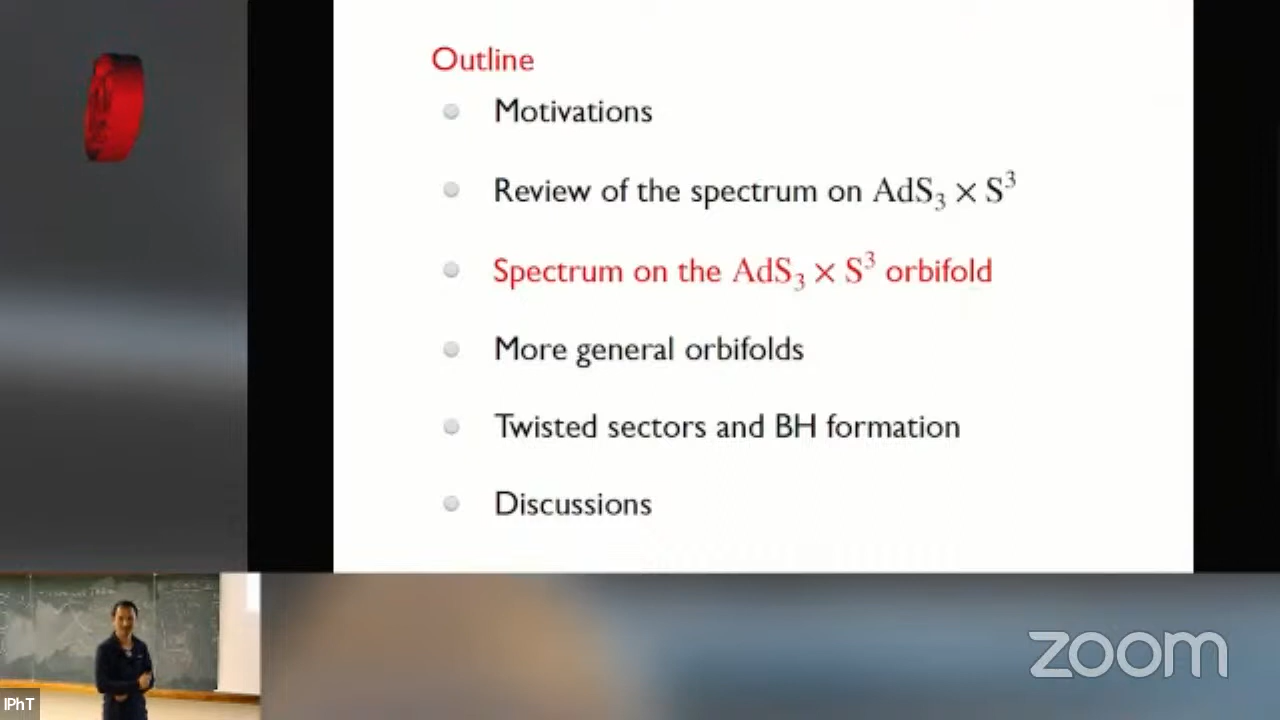 Outline
Motivations
Review of the spectrum on AdS₃ × S³
Spectrum on the AdS₃ × S³ orbifold
More general orbifolds
Twisted sectors and BH formation
Discussions
zoom
IPhT